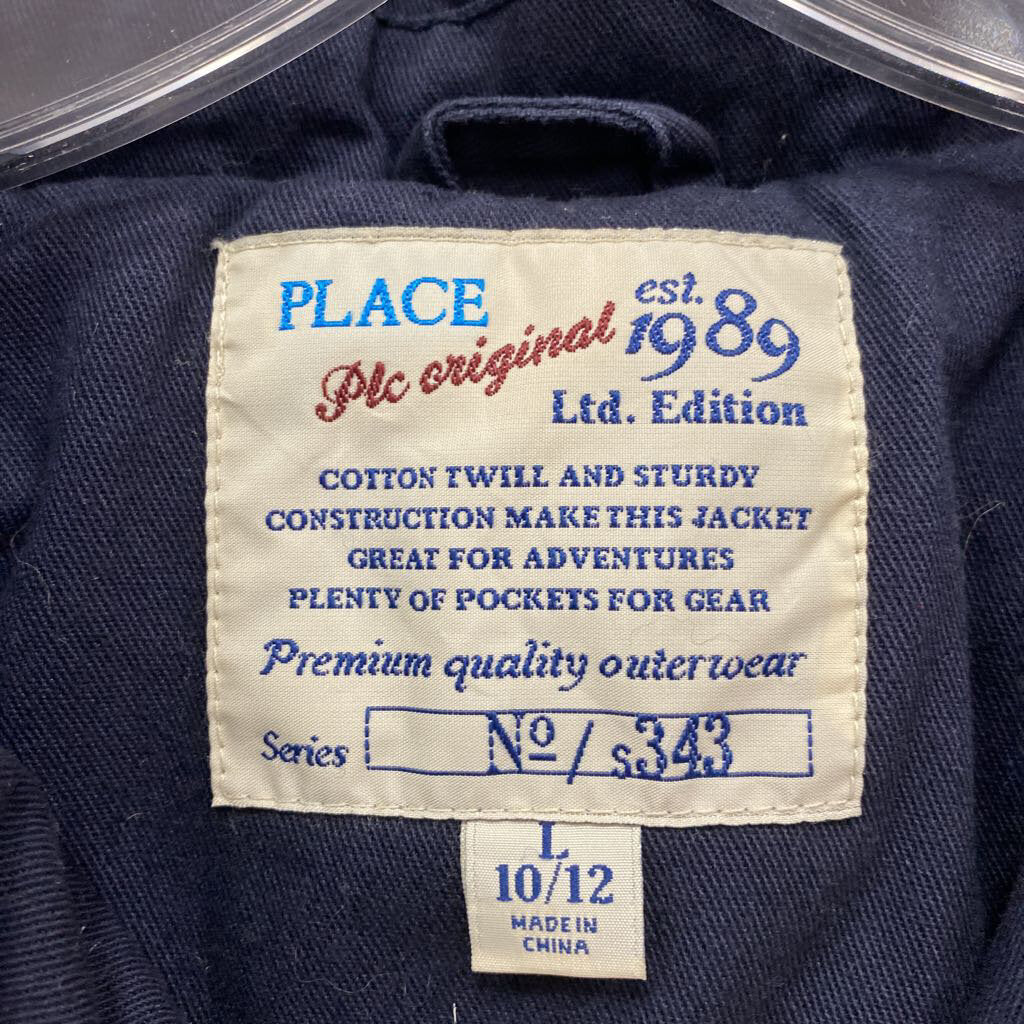 PLACE
Plc original
est.
1989
Ltd. Edition
COTTON TWILL AND STURDY
CONSTRUCTION MAKE THIS JACKET
GREAT FOR ADVENTURES
PLENTY OF POCKETS FOR GEAR
Premium quality outerwear
Series Nº/s343
L
10/12
MADE IN
CHINA